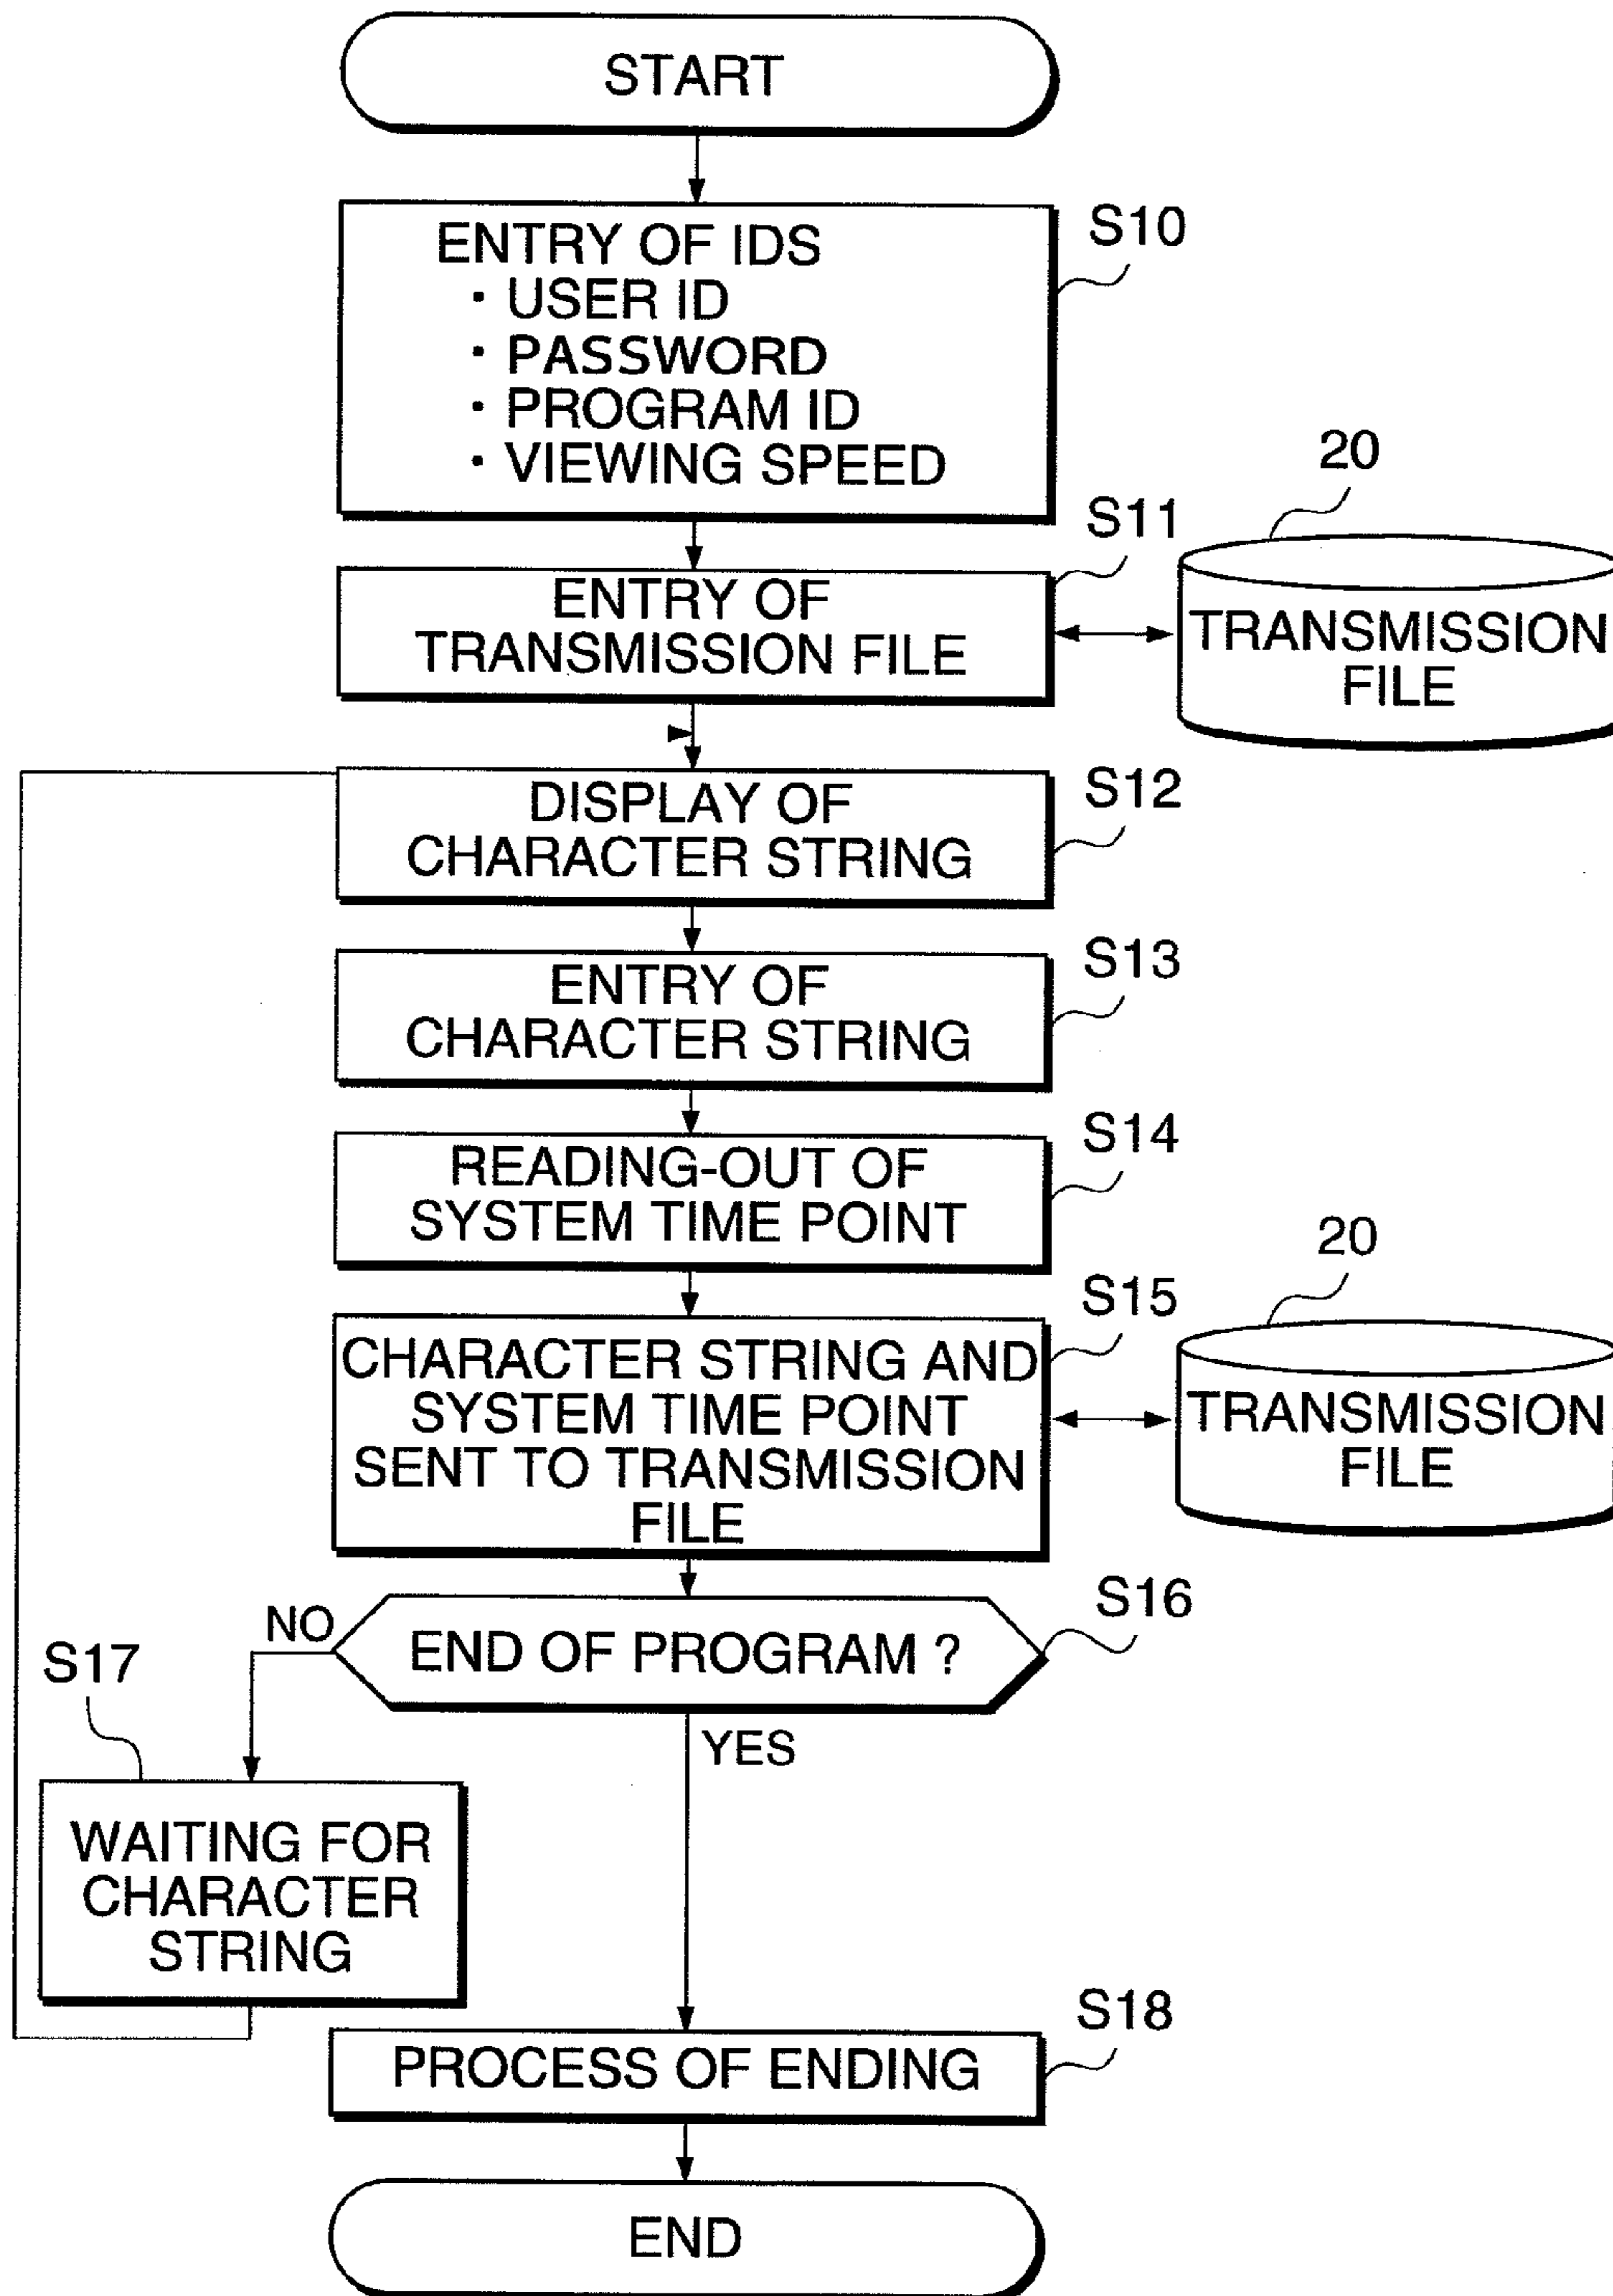 START
ENTRY OF IDS
· USER ID
· PASSWORD
· PROGRAM ID
· VIEWING SPEED
S10
S11
ENTRY OF
TRANSMISSION FILE
20
TRANSMISSION
FILE
DISPLAY OF
CHARACTER STRING
S12
ENTRY OF
CHARACTER STRING
S13
READING-OUT OF
SYSTEM TIME POINT
S14
CHARACTER STRING AND
SYSTEM TIME POINT
SENT TO TRANSMISSION
FILE
S15
20
TRANSMISSION
FILE
END OF PROGRAM ?
S16
NO
YES
S17
WAITING FOR
CHARACTER
STRING
PROCESS OF ENDING
S18
END